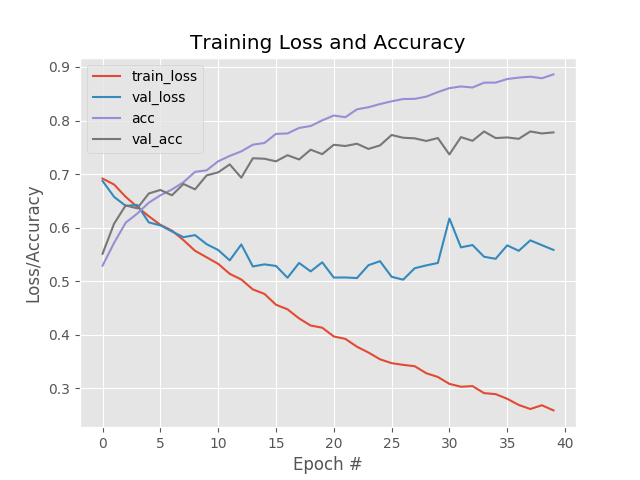 Training Loss and Accuracy
train_loss
val_loss
acc
val_acc
0.9
0.8
0.7
0.6
0.5
0.4
0.3
Loss/Accuracy
0 5 10 15 20 25 30 35 40
Epoch #